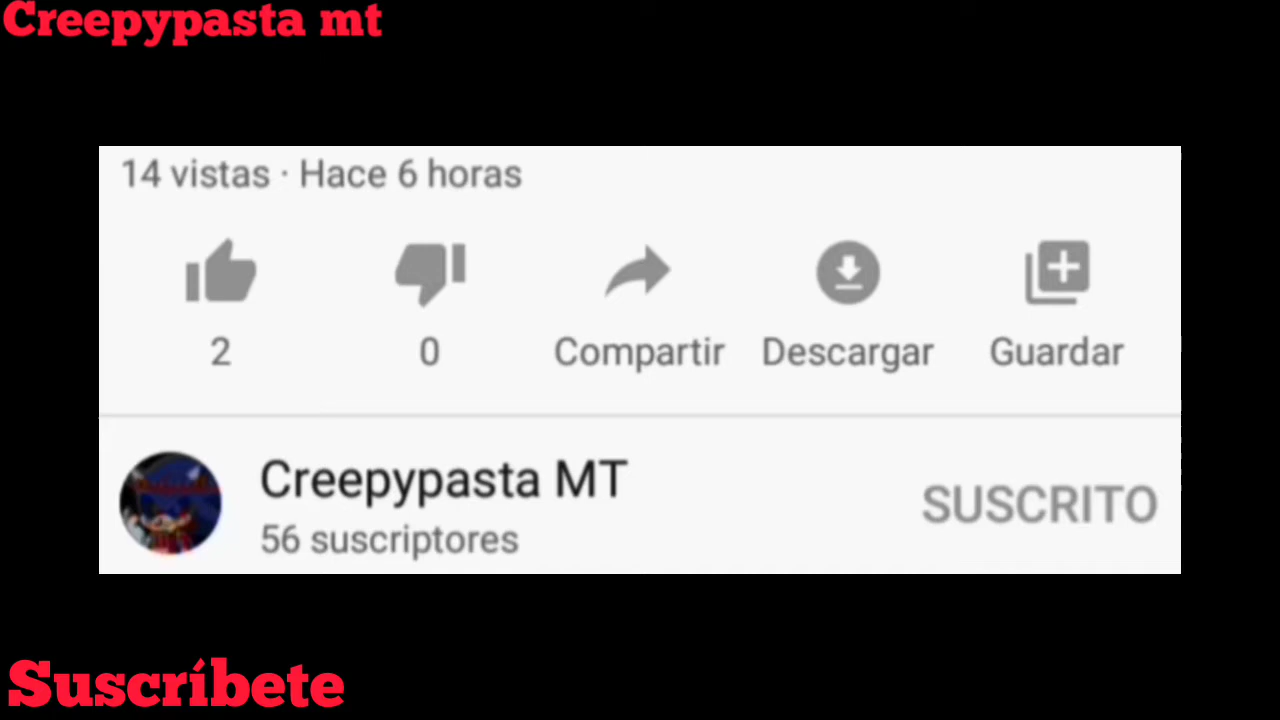 Creepypasta mt
14 vistas · Hace 6 horas
2 0 Compartir Descargar Guardar
Creepypasta MT
56 suscriptores
SUSCRITO
Suscríbete